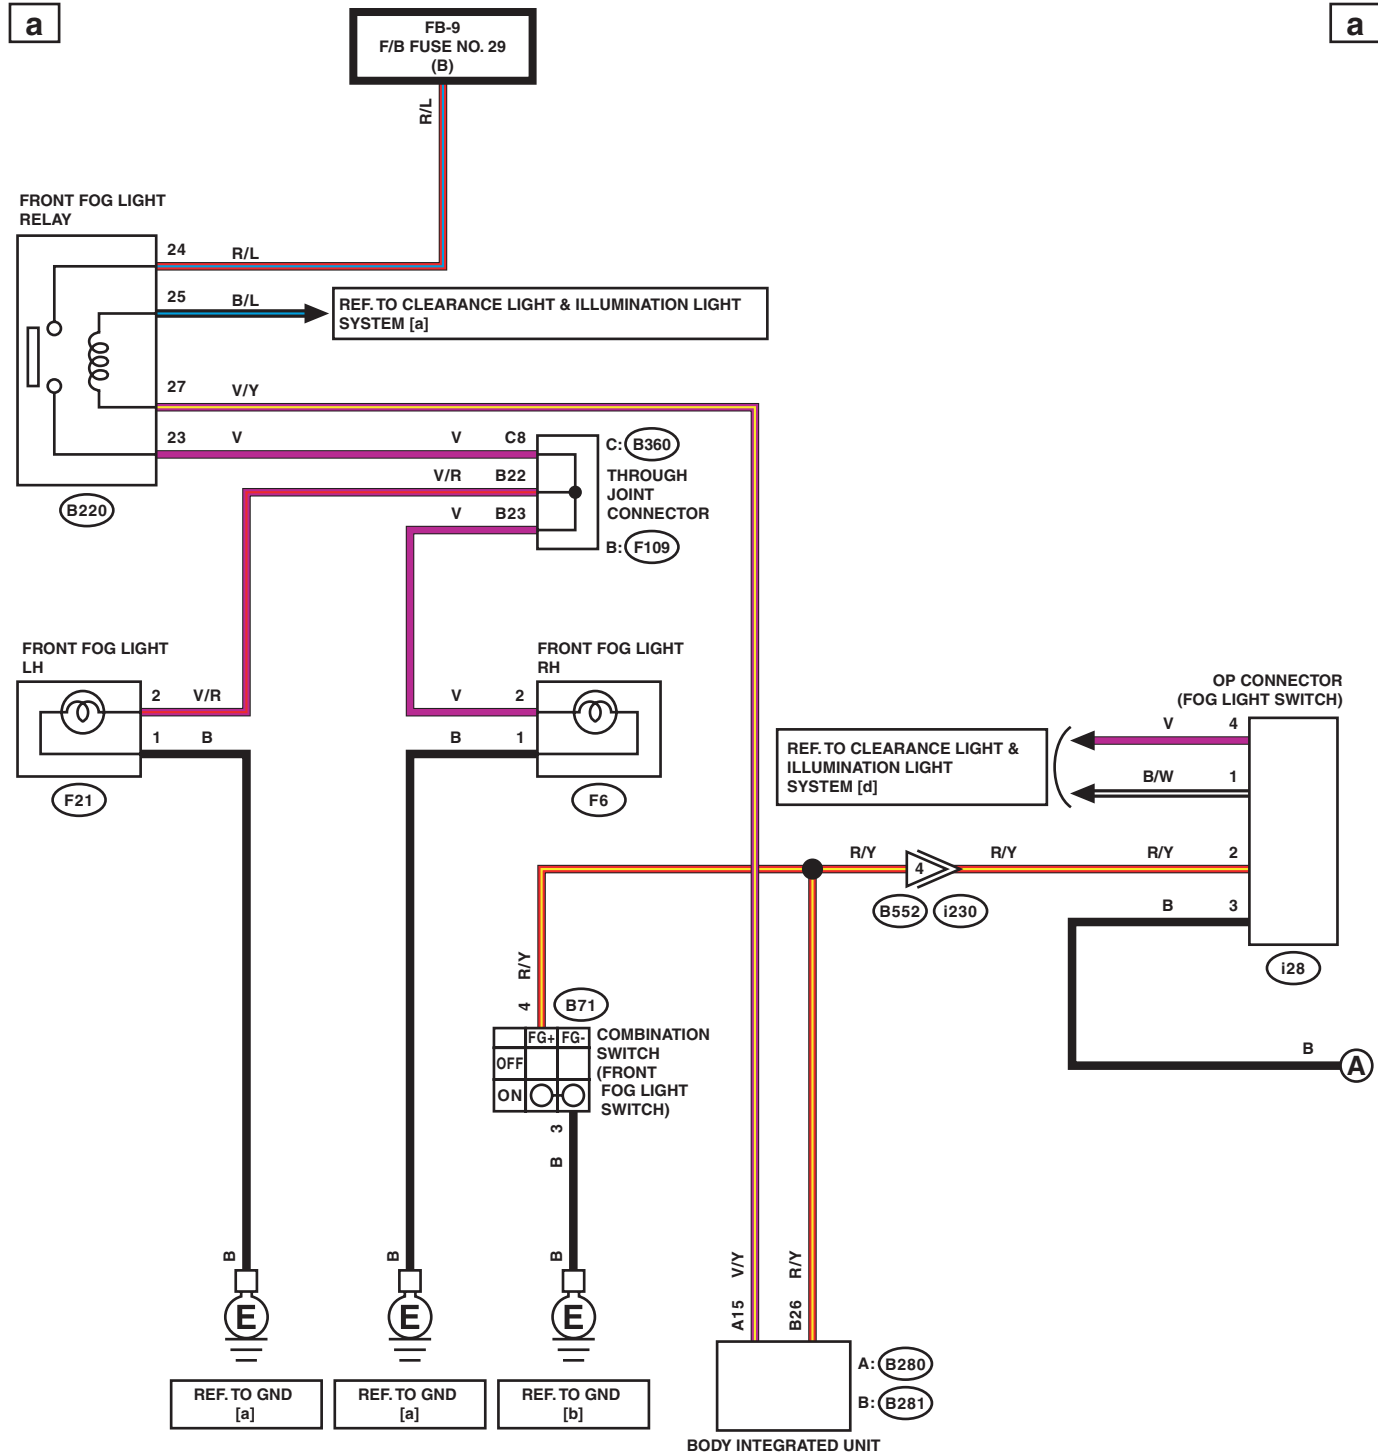 a
a
FB-9
F/B FUSE NO. 29
(B)
R/L
FRONT FOG LIGHT
RELAY
24 R/L
25 B/L
REF. TO CLEARANCE LIGHT & ILLUMINATION LIGHT
SYSTEM [a]
27 V/Y
23 V V C8
C: B360
V/R B22
THROUGH
JOINT
CONNECTOR
V B23
B: F109
B220
FRONT FOG LIGHT
LH
2 V/R
1 B
F21
FRONT FOG LIGHT
RH
V 2
B 1
F6
OP CONNECTOR
(FOG LIGHT SWITCH)
V 4
REF. TO CLEARANCE LIGHT &
ILLUMINATION LIGHT
SYSTEM [d]
B/W 1
R/Y 4 R/Y R/Y 2
B552 i230
B 3
i28
B A
R/Y
4
B71
FG+ FG-
OFF
ON
COMBINATION
SWITCH
(FRONT
FOG LIGHT
SWITCH)
3
B
B
B
B
E
E
E
REF. TO GND
[a]
REF. TO GND
[a]
REF. TO GND
[b]
V/Y
A15
R/Y
B26
A: B280
B: B281
BODY INTEGRATED UNIT